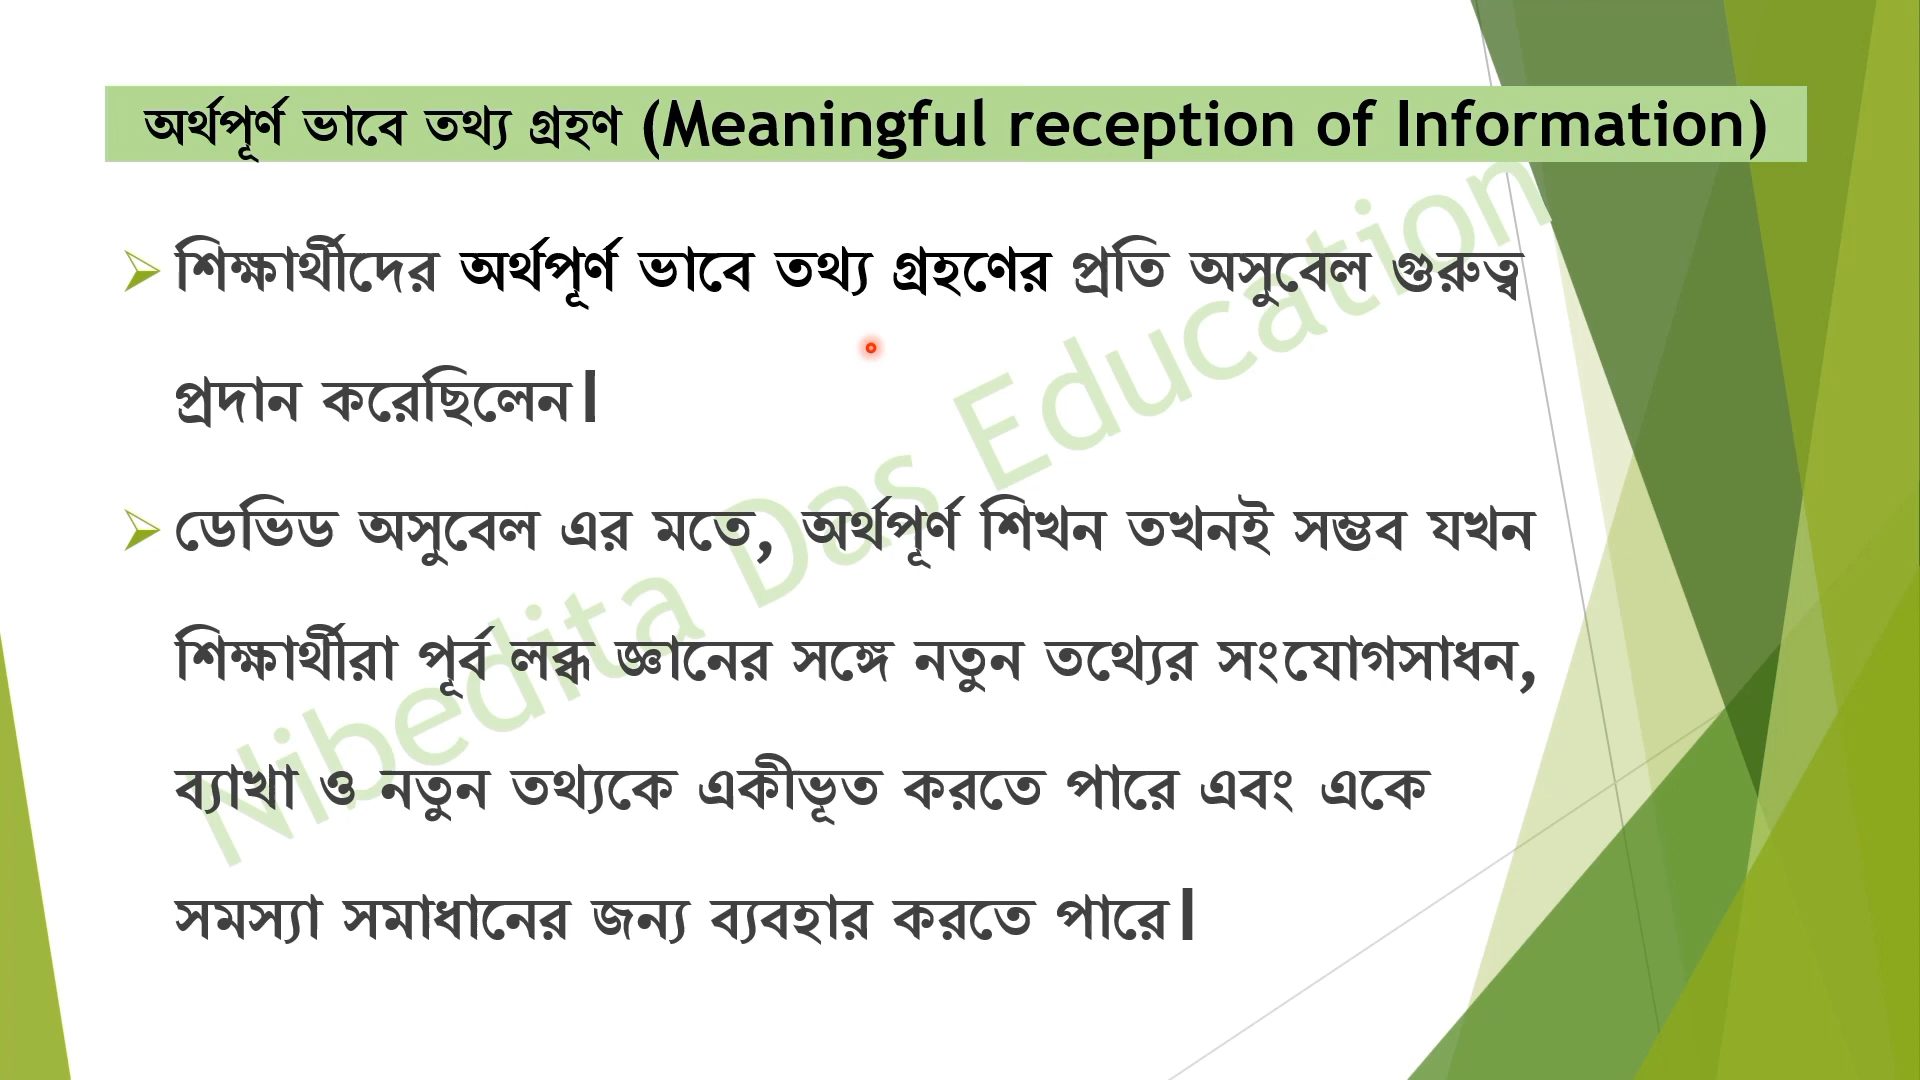 অর্থপূর্ণ ভাবে তথ্য গ্রহণ (Meaningful reception of Information)
শিক্ষার্থীদের অর্থপূর্ণ ভাবে তথ্য গ্রহণের প্রতি অসুবেল গুরুত্ব
প্রদান করেছিলেন।
ডেভিড অসুবেল এর মতে, অর্থপূর্ণ শিখন তখনই সম্ভব যখন
শিক্ষার্থীরা পূর্ব লব্ধ জ্ঞানের সঙ্গে নতুন তথ্যের সংযোগসাধন,
ব্যাখা ও নতুন তথ্যকে একীভূত করতে পারে এবং একে
সমস্যা সমাধানের জন্য ব্যবহার করতে পারে।
Nibedita Das Education